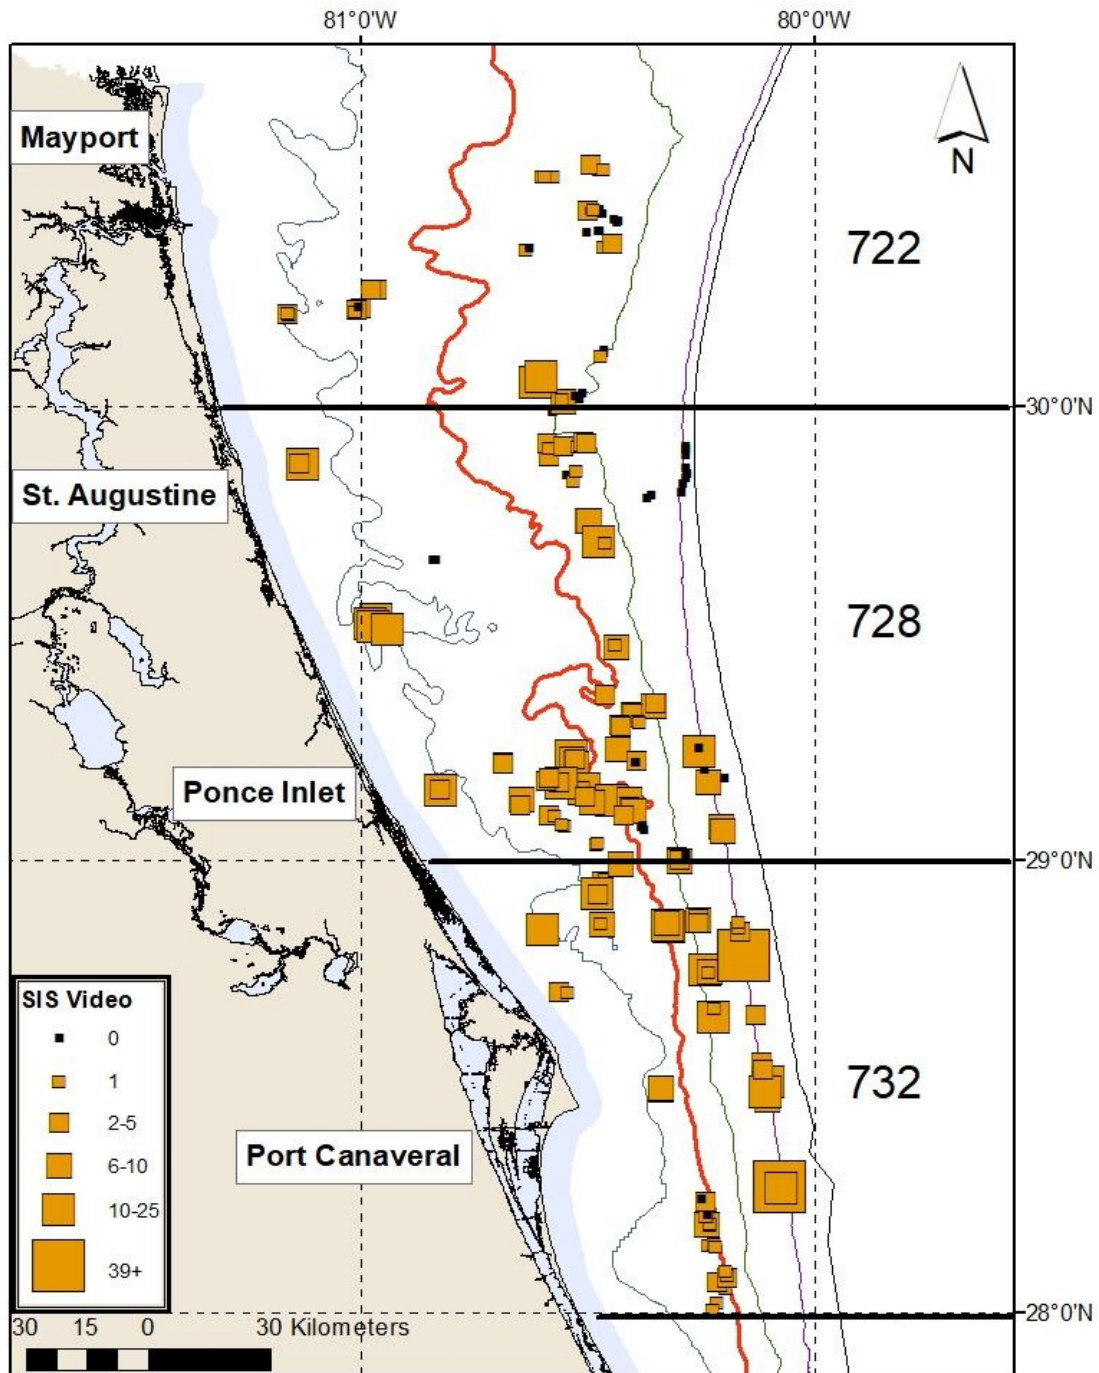 81°0'W
80°0'W
Mayport
N
722
30°0'N
St. Augustine
728
Ponce Inlet
29°0'N
SIS Video
0
1
2-5
6-10
10-25
39+
732
Port Canaveral
28°0'N
30 15 0 30 Kilometers